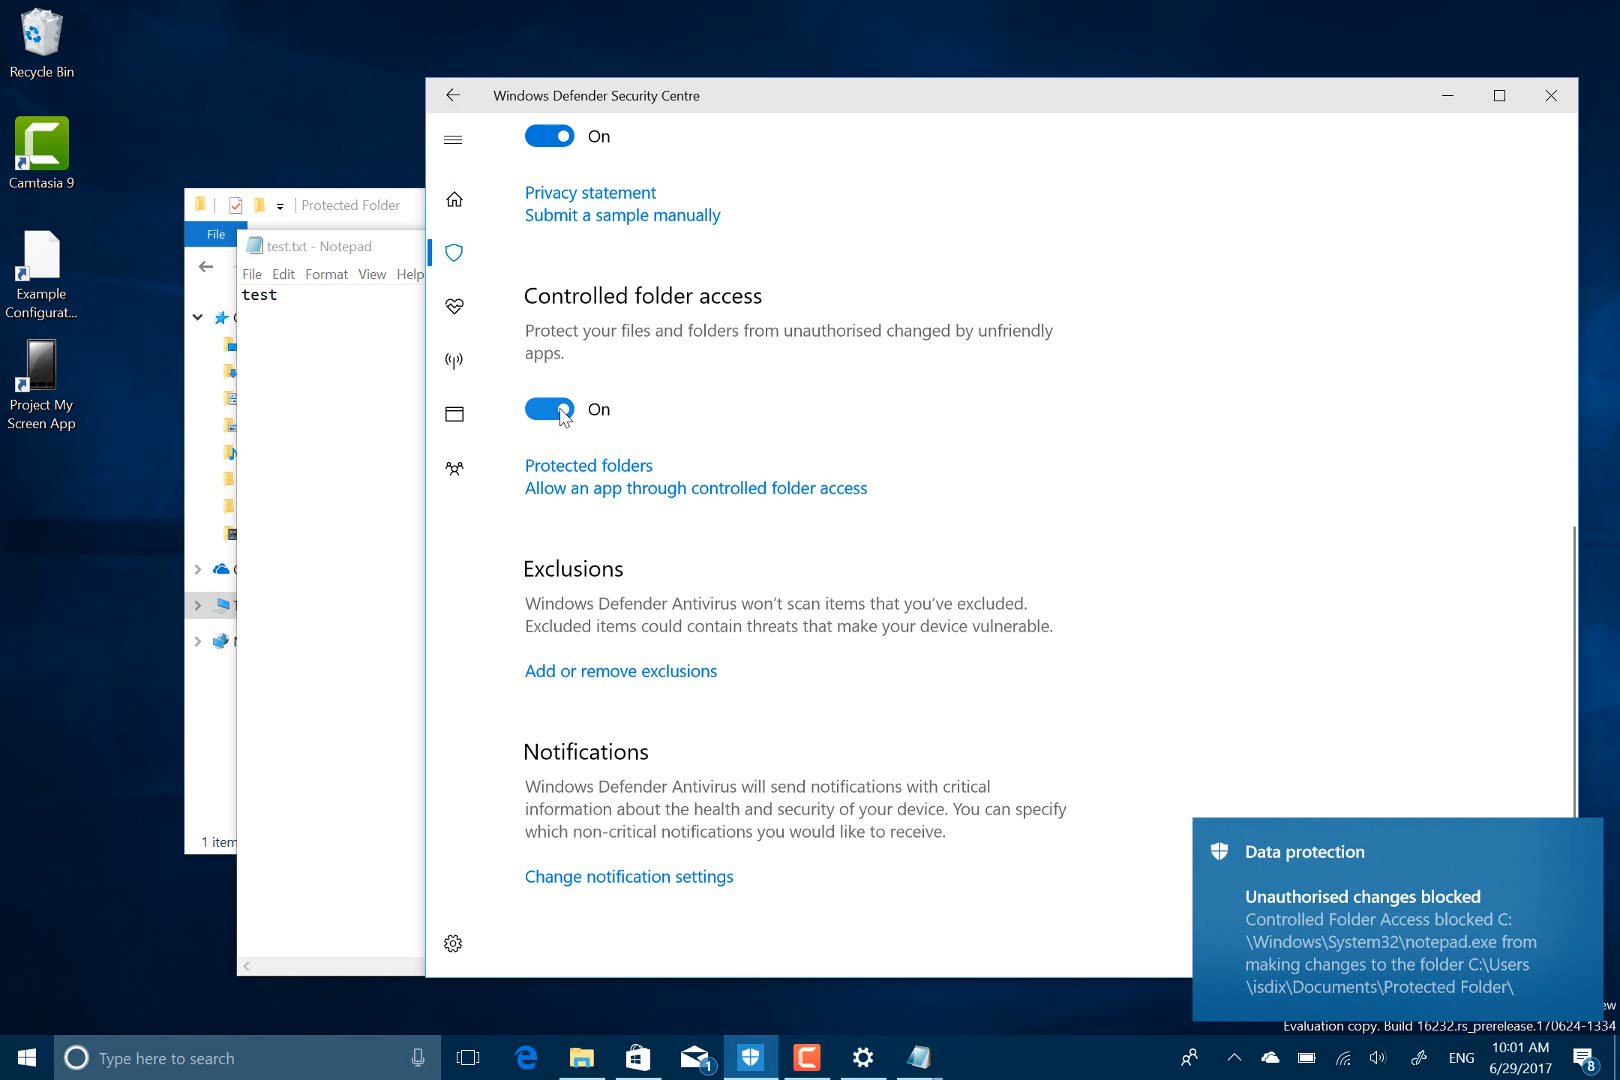 Recycle Bin
Camtasia 9
Example
Configurat...
Project My
Screen App
Protected Folder
File
test.txt - Notepad
File Edit Format View Help
test
1 item
Windows Defender Security Centre
On
Privacy statement
Submit a sample manually
Controlled folder access
Protect your files and folders from unauthorised changed by unfriendly
apps.
On
Protected folders
Allow an app through controlled folder access
Exclusions
Windows Defender Antivirus won't scan items that you've excluded.
Excluded items could contain threats that make your device vulnerable.
Add or remove exclusions
Notifications
Windows Defender Antivirus will send notifications with critical
information about the health and security of your device. You can specify
which non-critical notifications you would like to receive.
Change notification settings
Data protection
Unauthorised changes blocked
Controlled Folder Access blocked C:
\Windows\System32\notepad.exe from
making changes to the folder C:\Users
\isdix\Documents\Protected Folder\
Evaluation copy. Build 16232.rs_prerelease.170624-1334
Type here to search
1
ENG
10:01 AM
6/29/2017
8